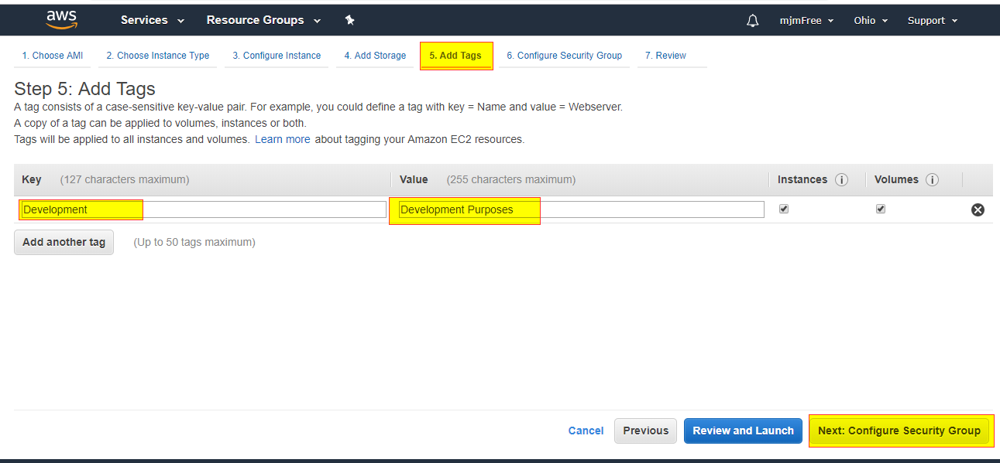 aws Services Resource Groups mjmFree Ohio Support
1. Choose AMI 2. Choose Instance Type 3. Configure Instance 4. Add Storage 5. Add Tags 6. Configure Security Group 7. Review
Step 5: Add Tags
A tag consists of a case-sensitive key-value pair. For example, you could define a tag with key = Name and value = Webserver.
A copy of a tag can be applied to volumes, instances or both.
Tags will be applied to all instances and volumes. Learn more about tagging your Amazon EC2 resources.
Key (127 characters maximum) Value (255 characters maximum) Instances i Volumes i
Development Development Purposes
Add another tag (Up to 50 tags maximum)
Cancel Previous Review and Launch Next: Configure Security Group